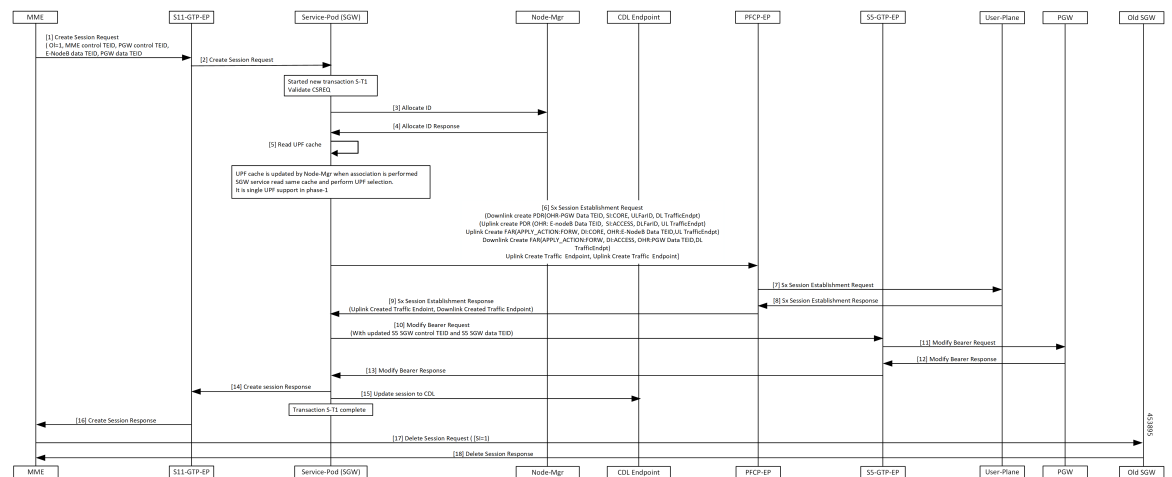 MME
S11-GTP-EP
Service-Pod (SGW)
Node-Mgr
CDL Endpoint
PFCP-EP
S5-GTP-EP
User-Plane
PGW
Old SGW
[1] Create Session Request
( OI=1, MME control TEID, PGW control TEID,
E-NodeB data TEID, PGW data TEID
[2] Create Session Request
Started new transaction S-T1
Validate CSREQ
[3] Allocate ID
[4] Allocate ID Response
[5] Read UPF cache
UPF cache is updated by Node-Mgr when association is performed
SGW service read same cache and perform UPF selection.
It is single UPF support in phase-1
[6] Sx Session Establishment Request
(Downlink create PDR(OHR-PGW Data TEID, SI:CORE, ULFarID, DL TrafficEndpt)
(Uplink create PDR (OHR: E-nodeB Data TEID, SI:ACCESS, DLFarID, UL TrafficEndpt)
Uplink Create FAR(APPLY_ACTION:FORW, DI:CORE, OHR:E-NodeB Data TEID,UL TrafficEndpt)
Downlink Create FAR(APPLY_ACTION:FORW, DI:ACCESS, OHR:PGW Data TEID,DL
TrafficEndpt)
Uplink Create Traffic Endpoint, Uplink Create Traffic Endpoint]
[7] Sx Session Establishment Request
[8] Sx Session Establishment Response
[9] Sx Session Establishment Response
(Uplink Created Traffic Endoint, Downlink Created Traffic Endpoint)
[10] Modify Bearer Request
(With updated S5 SGW control TEID and S5 SGW data TEID)
[11] Modify Bearer Request
[12] Modify Bearer Response
[13] Modify Bearer Response
[14] Create session Response
[15] Update session to CDL
Transaction S-T1 complete
[16] Create Session Response
[17] Delete Session Request ( [SI=1)
[18] Delete Session Response
453895
MME
S11-GTP-EP
Service-Pod (SGW)
Node-Mgr
CDL Endpoint
PFCP-EP
S5-GTP-EP
User-Plane
PGW
Old SGW